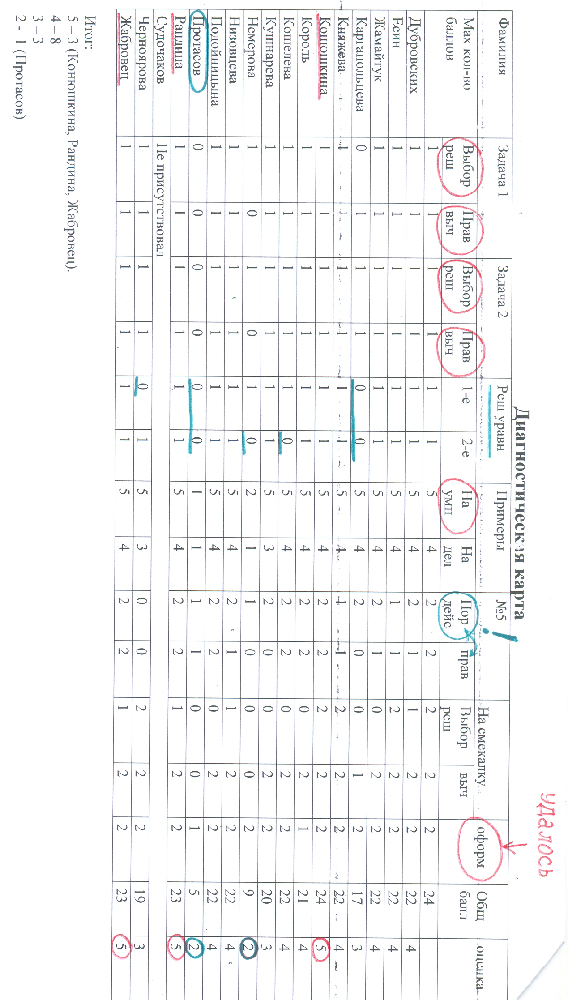 удалось
Диагностическая карта
!
Фамилия Задача 1 Задача 2 Реш уравн Примеры №5 На смекалку оформ Общ балл оценка
Мах кол-во баллов Выбор реш Прав выч Выбор реш Прав выч 1-е 2-е На умн На дел Пор дейс прав Выбор реш выч
1 1 1 1 1 1 5 4 2 2 2 2 2 24
Дубровских 1 1 1 1 1 1 5 4 2 1 1 2 2 22 4
Есин 1 1 1 1 1 1 5 4 1 1 2 2 2 22 4
Жамайтук 1 1 1 1 1 1 5 4 2 1 0 2 2 22 4
Каргапольцева 0 1 1 1 0 0 5 4 2 0 0 1 2 17 3
Княжева 1 1 1 1 1 1 5 4 1 1 2 2 2 22 4
Конюшкина 1 1 1 1 1 1 5 4 2 2 2 2 2 24 5
Король 1 1 1 1 1 1 5 4 2 2 0 2 1 21 4
Копелева 1 1 1 1 1 0 5 4 2 2 0 2 2 22 4
Кушнарева 1 1 1 1 1 1 5 3 2 0 0 2 2 20 3
Немерова 1 0 1 0 1 0 2 1 1 0 0 0 2 9 2
Низовцева 1 1 1 1 1 1 5 4 2 1 1 2 2 22 4
Подойницына 1 1 1 1 1 1 5 4 2 2 0 2 2 22 4
Протасов 0 0 0 0 0 0 1 1 1 1 0 0 1 5 2
Рандина 1 1 1 1 1 1 5 4 2 2 1 2 2 23 5
Судочаков Не присутствовал
Черноярова 1 1 1 1 0 1 5 3 0 0 2 2 2 19 3
Жабровец 1 1 1 1 1 1 5 4 2 2 1 2 2 23 5
Итог:
5 – 3 (Конюшкина, Рандина, Жабровец).
4 – 8
3 – 3
2 - 1 (Протасов)